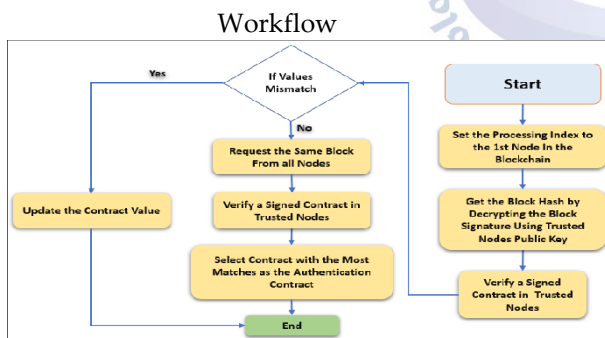 Workflow
Start
Set the Processing Index to
the 1st Node In the
Blockchain
Get the Block Hash by
Decrypting the Block
Signature Using Trusted
Nodes Public Key
Verify a Signed
Contract in Trusted
Nodes
If Values
Mismatch
Yes
No
Update the Contract Value
Request the Same Block
From all Nodes
Verify a Signed Contract in
Trusted Nodes
Select Contract with the Most
Matches as the Authentication
Contract
End